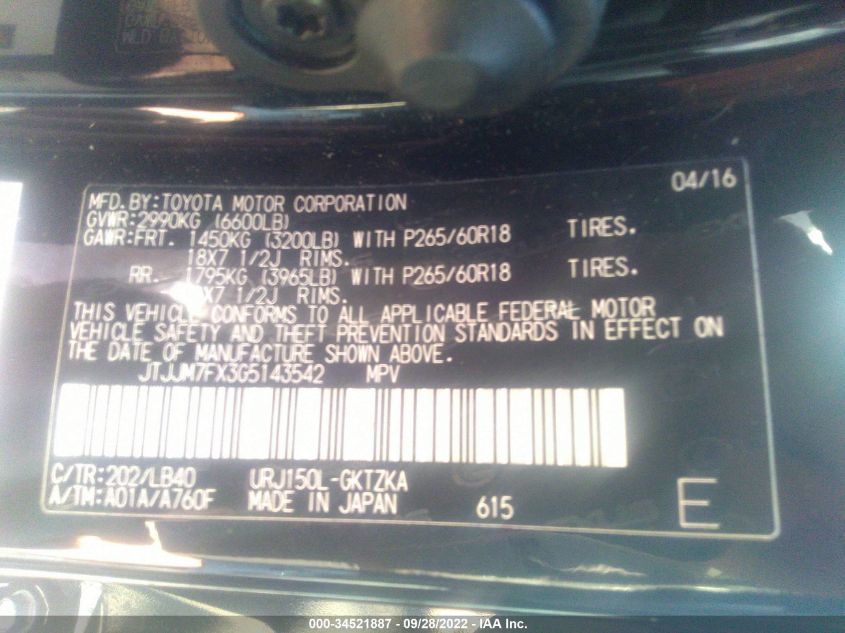 04/16
MFD. BY: TOYOTA MOTOR CORPORATION
GVWR: 2990KG (6600LB)
GAWR: FRT. 1450KG (3200LB) WITH P265/60R18 TIRES.
18X7 1/2J RIMS.
RR. 1795KG (3965LB) WITH P265/60R18 TIRES.
X7 1/2J RIMS.
THIS VEHICLE CONFORMS TO ALL APPLICABLE FEDERAL MOTOR
VEHICLE SAFETY AND THEFT PREVENTION STANDARDS IN EFFECT ON
THE DATE OF MANUFACTURE SHOWN ABOVE.
JTJJM7FX3G5143542 MPV
C/TR: 202/LB40 URJ150L-GKTZKA
A/TM: A01A/A760F MADE IN JAPAN 615 E
000-34521887 - 09/28/2022 - IAA Inc.